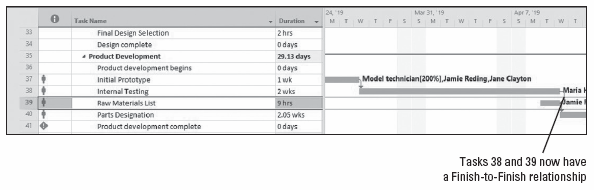 24, '19 Mar 31, '19 Apr 7, '19
Task Name Duration M T W T F S S M T W T F S S M T W T
33 Final Design Selection 2 hrs
34 Design complete 0 days
35 Product Development 29.13 days
36 Product development begins 0 days
37 Initial Prototype 1 wk Model technician[200%],Jamie Reding,Jane Clayton
38 Internal Testing 2 wks Maria H
39 Raw Materials List 9 hrs Jamie
40 Parts Designation 2.05 wks
41 Product development complete 0 days
Tasks 38 and 39 now have
a Finish-to-Finish relationship